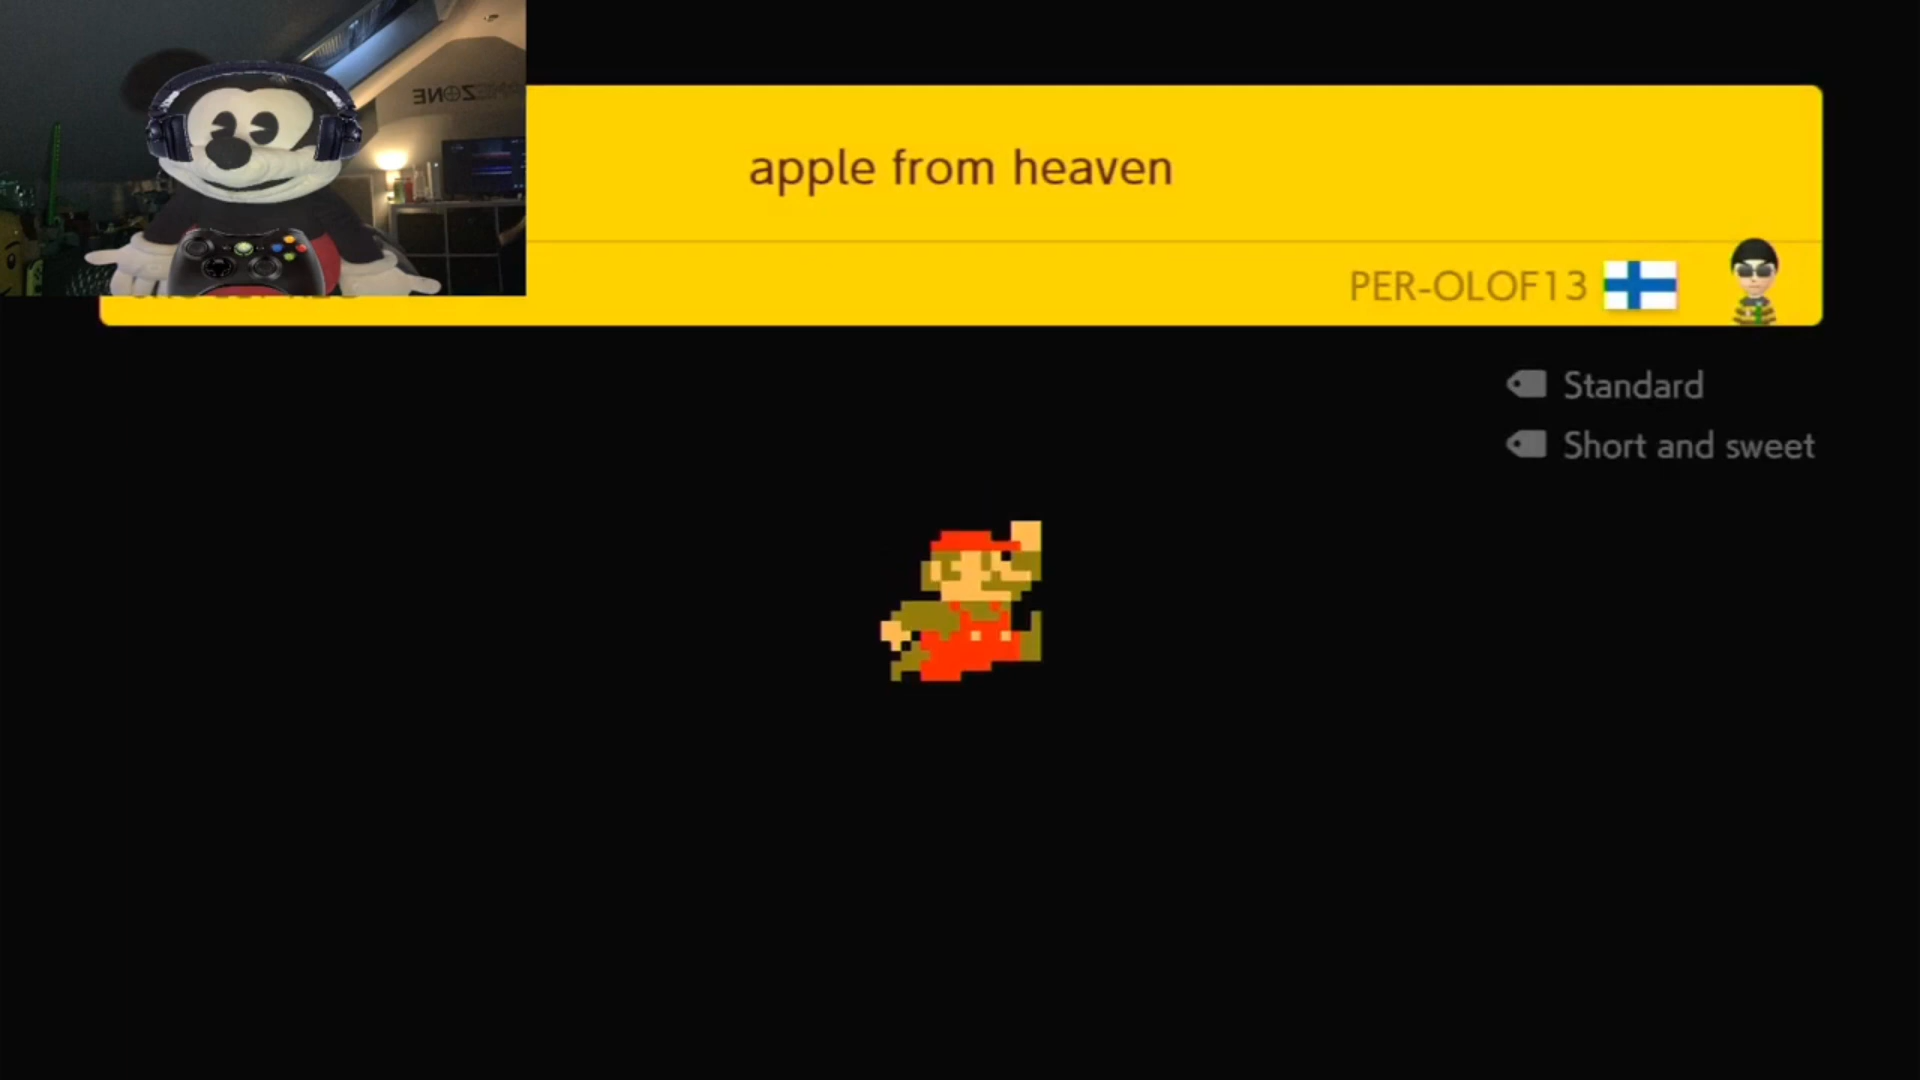 apple from heaven
PER-OLOF13
Standard
Short and sweet